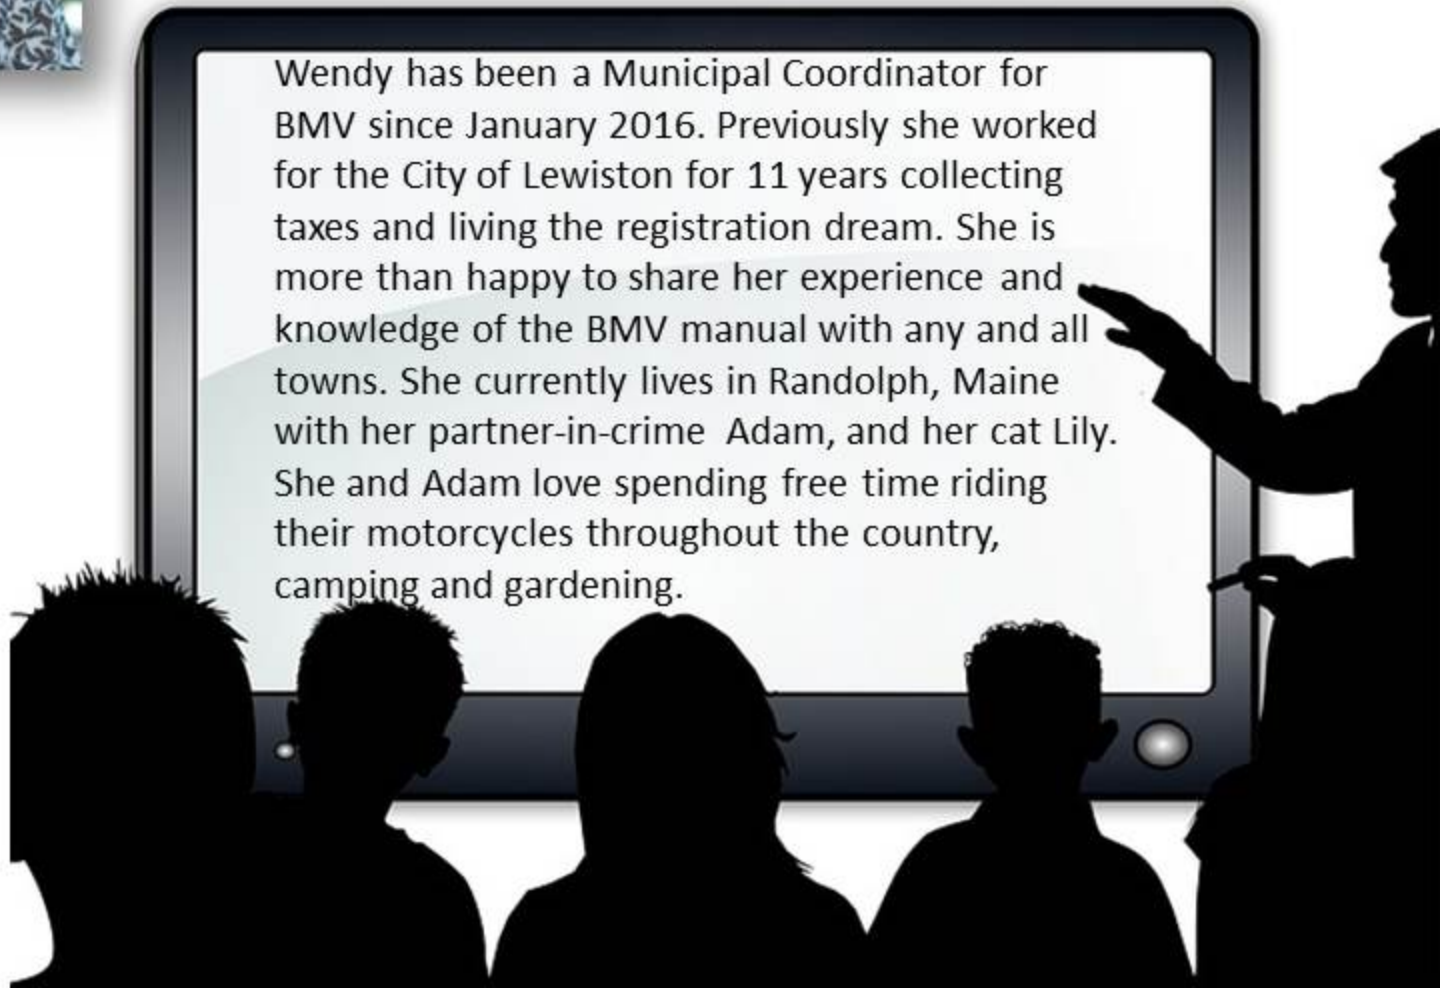 Wendy has been a Municipal Coordinator for
BMV since January 2016. Previously she worked
for the City of Lewiston for 11 years collecting
taxes and living the registration dream. She is
more than happy to share her experience and
knowledge of the BMV manual with any and all
towns. She currently lives in Randolph, Maine
with her partner-in-crime Adam, and her cat Lily.
She and Adam love spending free time riding
their motorcycles throughout the country,
camping and gardening.